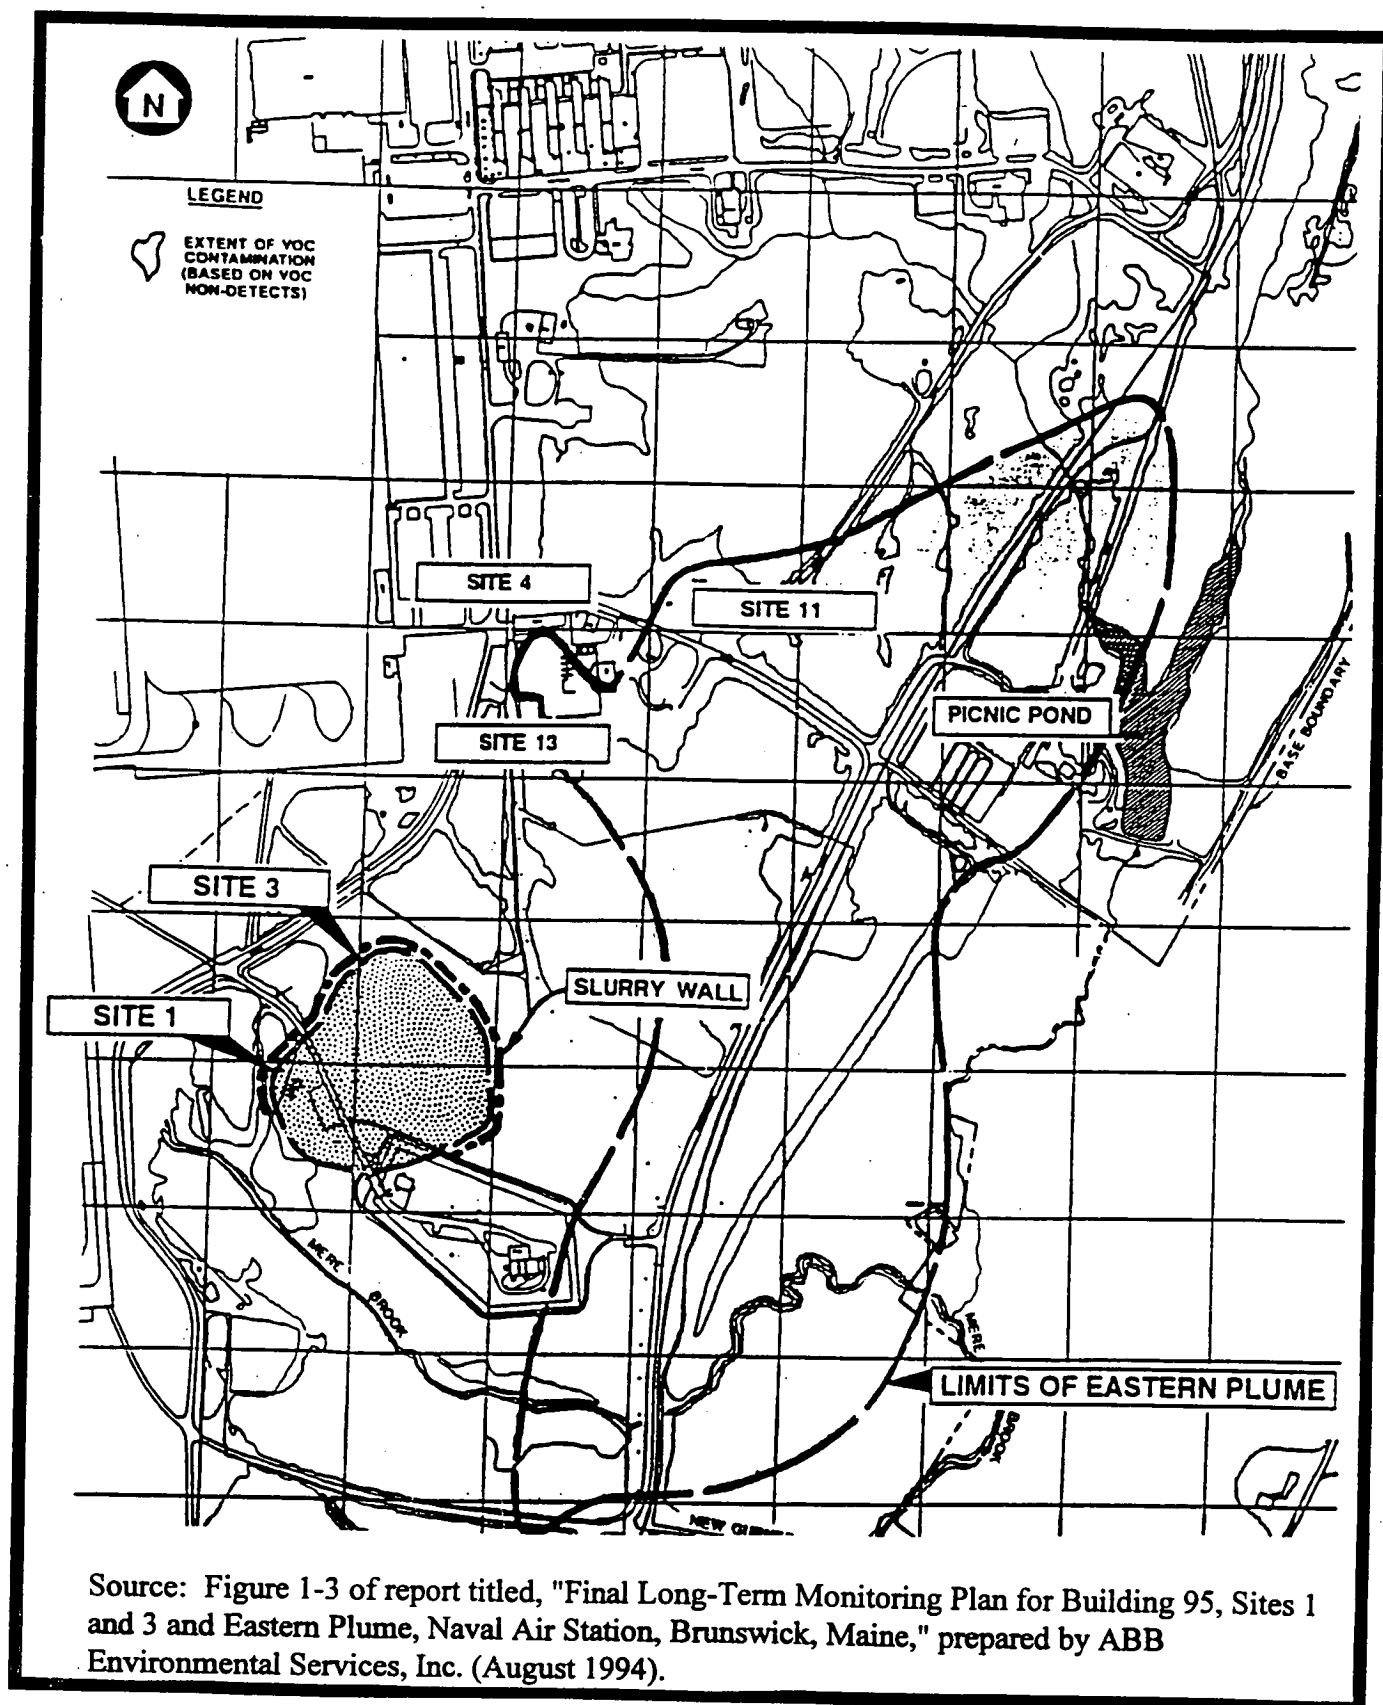 N
LEGEND
EXTENT OF VOC
CONTAMINATION
(BASED ON VOC
NON-DETECTS)
SITE 4
SITE 11
PICNIC POND
SITE 13
BASE BOUNDARY
SITE 3
SLURRY WALL
SITE 1
MERE
BROOK
MERE
LIMITS OF EASTERN PLUME
BROOK
NEW
Source: Figure 1-3 of report titled, "Final Long-Term Monitoring Plan for Building 95, Sites 1
and 3 and Eastern Plume, Naval Air Station, Brunswick, Maine," prepared by ABB
Environmental Services, Inc. (August 1994).